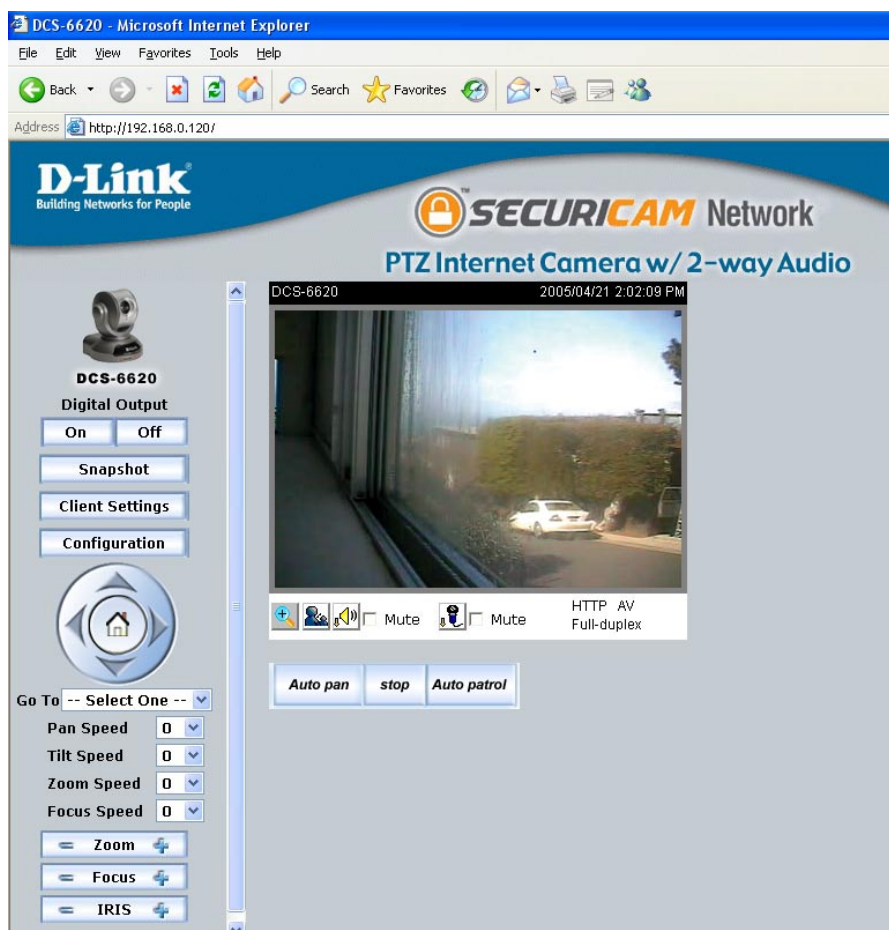 DCS-6620 - Microsoft Internet Explorer
File Edit View Favorites Tools Help
Back Search Favorites
Address http://192.168.0.120/
D-Link®
Building Networks for People
SECURICAM™ Network
PTZ Internet Camera w/ 2-way Audio
DCS-6620 2005/04/21 2:02:09 PM
DCS-6620
Digital Output
On Off
Snapshot
Client Settings
Configuration
Mute Mute HTTP AV
Full-duplex
Auto pan stop Auto patrol
Go To -- Select One --
Pan Speed 0
Tilt Speed 0
Zoom Speed 0
Focus Speed 0
Zoom
Focus
IRIS